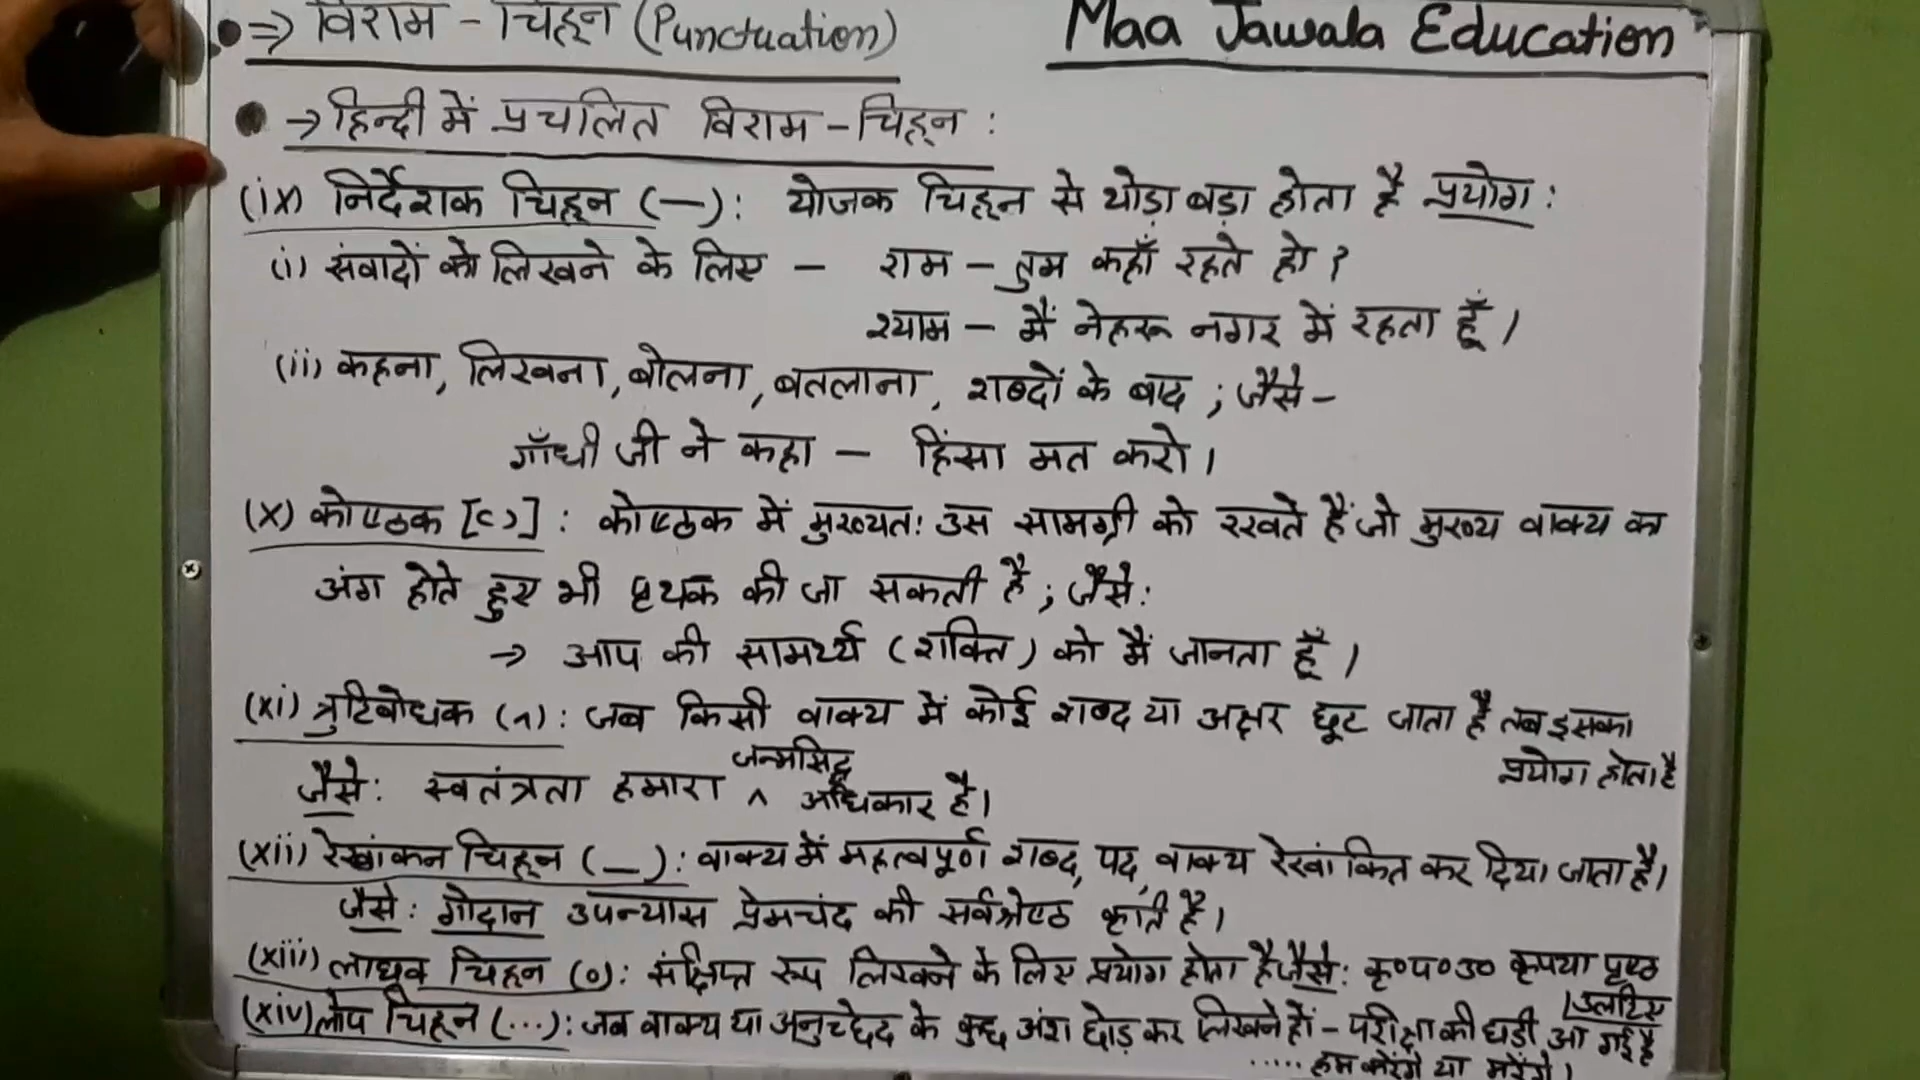 ⇒ विराम - चिह्न (Punctuation)
Maa Jawala Education
→ हिन्दी में प्रचलित विराम - चिह्न :
(ix) निर्देशक चिह्न (—) : योजक चिह्न से थोड़ा बड़ा होता है प्रयोग :
(i) संवादों को लिखने के लिए - राम - तुम कहाँ रहते हो ?
श्याम - मैं नेहरू नगर में रहता हूँ ।
(ii) कहना, लिखना, बोलना, बतलाना, शब्दों के बाद ; जैसे -
गाँधी जी ने कहा - हिंसा मत करो ।
(x) कोष्ठक [()] : कोष्ठक में मुख्यतः उस सामग्री को रखते हैं जो मुख्य वाक्य का
अंग होते हुए भी पृथक की जा सकती है ; जैसे :
→ आप की सामर्थ्य (शक्ति) को मैं जानता हूँ ।
(xi) त्रुटिबोधक (^) : जब किसी वाक्य में कोई शब्द या अक्षर छूट जाता है तब इसका
प्रयोग होता है
जन्मसिद्ध
जैसे : स्वतंत्रता हमारा ^ अधिकार है ।
(xii) रेखांकन चिह्न (_) : वाक्य में महत्वपूर्ण शब्द, पद, वाक्य रेखांकित कर दिया जाता है ।
जैसे : गोदान उपन्यास प्रेमचंद की सर्वश्रेष्ठ कृति है ।
(xiii) लाघव चिह्न (०) : संक्षिप्त रूप लिखने के लिए प्रयोग होता है जैसे : कृ०प०उ० कृपया पृष्ठ
उलटिए
(xiv) लोप चिह्न (...) : जब वाक्य या अनुच्छेद के कुछ अंश छोड़ कर लिखने हों - परीक्षा की घड़ी आ गई है
..... हम करेंगे या मरेंगे ।